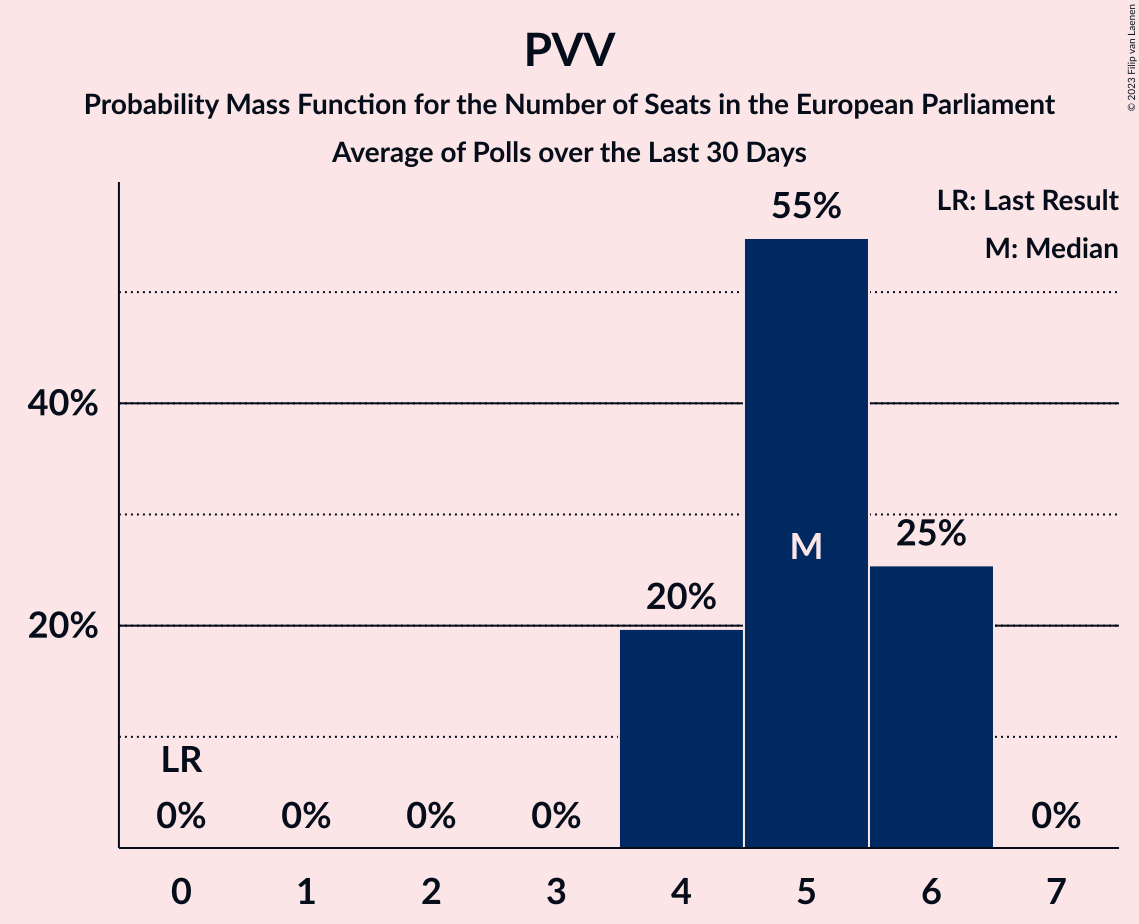 PVV
Probability Mass Function for the Number of Seats in the European Parliament
Average of Polls over the Last 30 Days
© 2023 Filip van Laenen
LR: Last Result
M: Median
55%
40%
M
25%
20%
20%
LR
0%
0%
0%
0%
0%
0
1
2
3
4
5
6
7